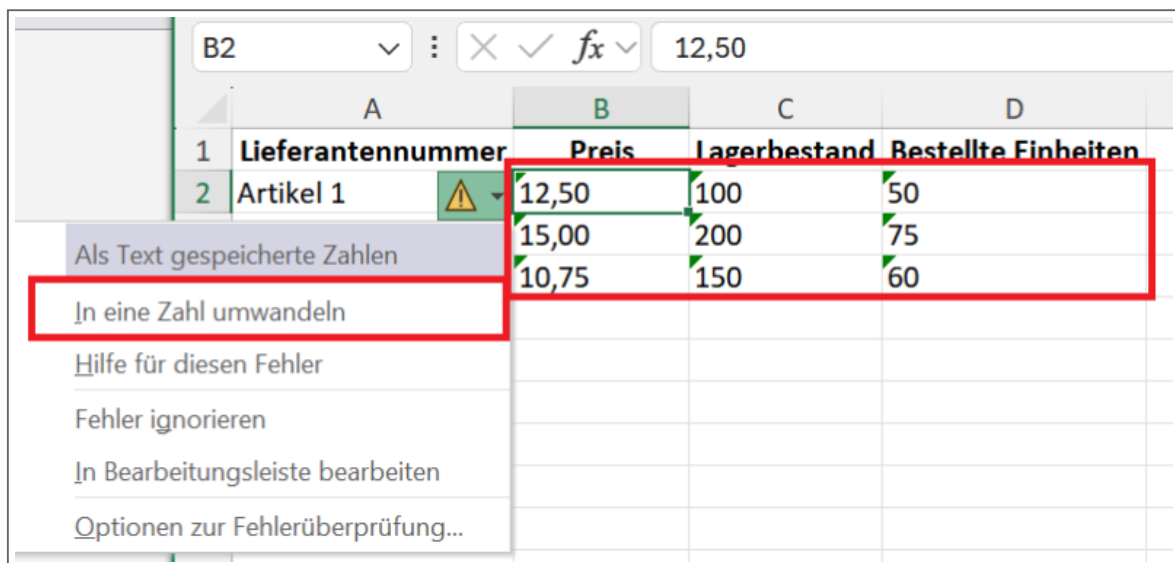 B2 fx 12,50
A B C D
1 Lieferantennummer Preis Lagerbestand Bestellte Einheiten
2 Artikel 1 12,50 100 50
15,00 200 75
10,75 150 60
Als Text gespeicherte Zahlen
In eine Zahl umwandeln
Hilfe für diesen Fehler
Fehler ignorieren
In Bearbeitungsleiste bearbeiten
Optionen zur Fehlerüberprüfung...